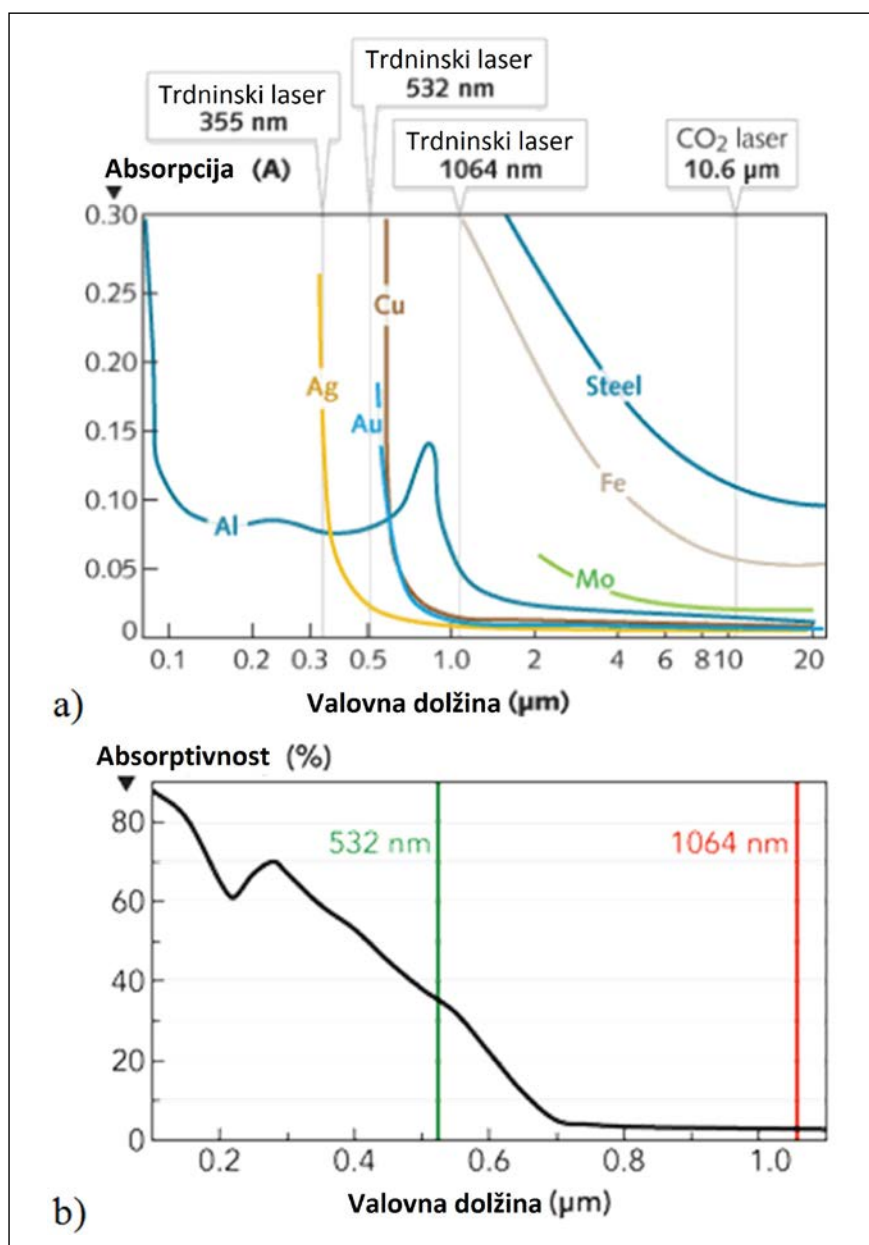 Trdninski laser
532 nm
Trdninski laser
355 nm
Trdninski laser
1064 nm
CO₂ laser
10.6 µm
Absorpcija (A)
0.30
0.25
0.20
0.15
0.10
0.05
0
Cu
Ag
Au
Al
Steel
Fe
Mo
0.1 0.2 0.3 0.5 1.0 2 4 6 8 10 20
a)
Valovna dolžina (µm)
Absorptivnost (%)
80
60
40
20
0
532 nm
1064 nm
0.2 0.4 0.6 0.8 1.0
b)
Valovna dolžina (µm)